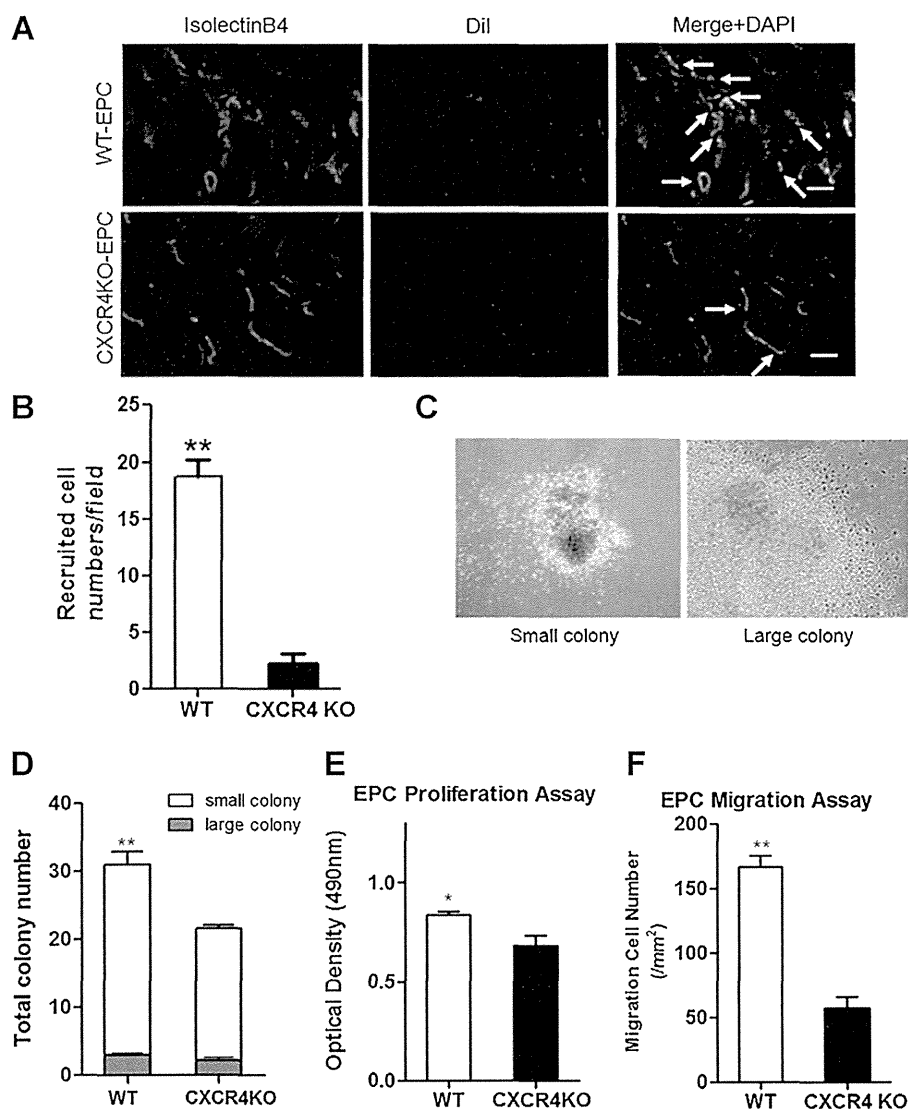 A
IsolectinB4
DiI
Merge+DAPI
WT-EPC
CXCR4KO-EPC
B
Recruited cell
numbers/field
25
20
15
10
5
0
**
WT
CXCR4 KO
C
Small colony
Large colony
D
Total colony number
40
30
20
10
0
small colony
large colony
**
WT
CXCR4KO
E
EPC Proliferation Assay
Optical Density (490nm)
1.0
0.5
0.0
*
WT
CXCR4KO
F
EPC Migration Assay
Migration Cell Number
(/mm²)
200
150
100
50
0
**
WT
CXCR4 KO